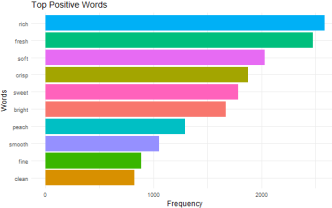 Top Positive Words
rich
fresh
soft
crisp
sweet
bright
peach
smooth
fine
clean
Words
0 1000 2000
Frequency